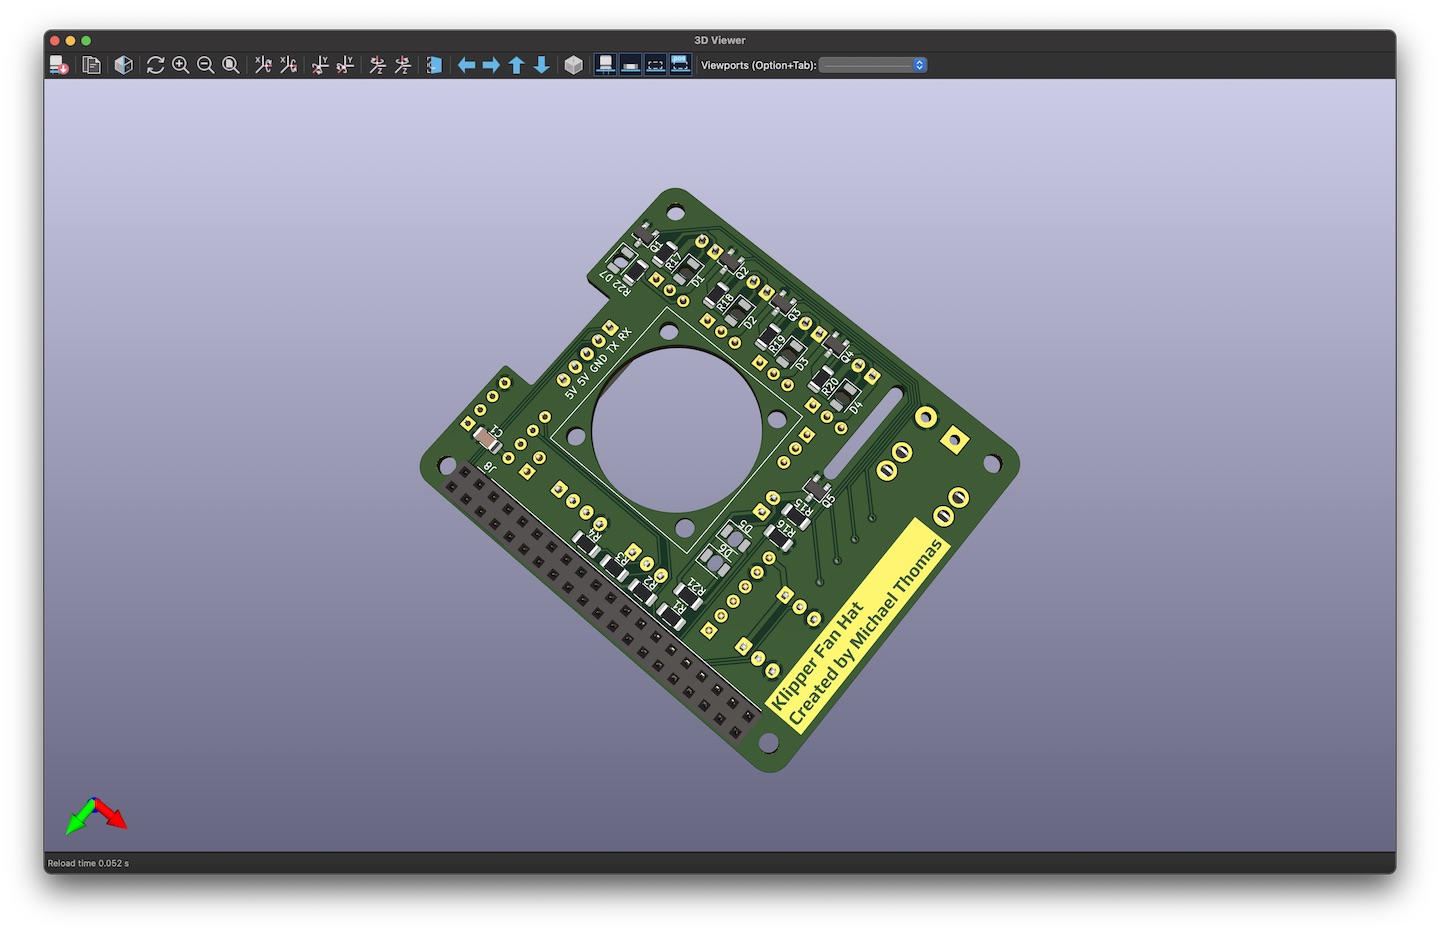 3D Viewer
Viewports (Option+Tab):
Q1
R17
D7
R22
D1
Q2
R18
D2
Q3
R19
D3
Q4
R20
D4
5V 5V GND TX RX
C1
J8
R4
R3
R2
R1
R21
D6
D5
R16
R15
Q5
Klipper Fan Hat
Created by Michael Thomas
Reload time 0.052 s